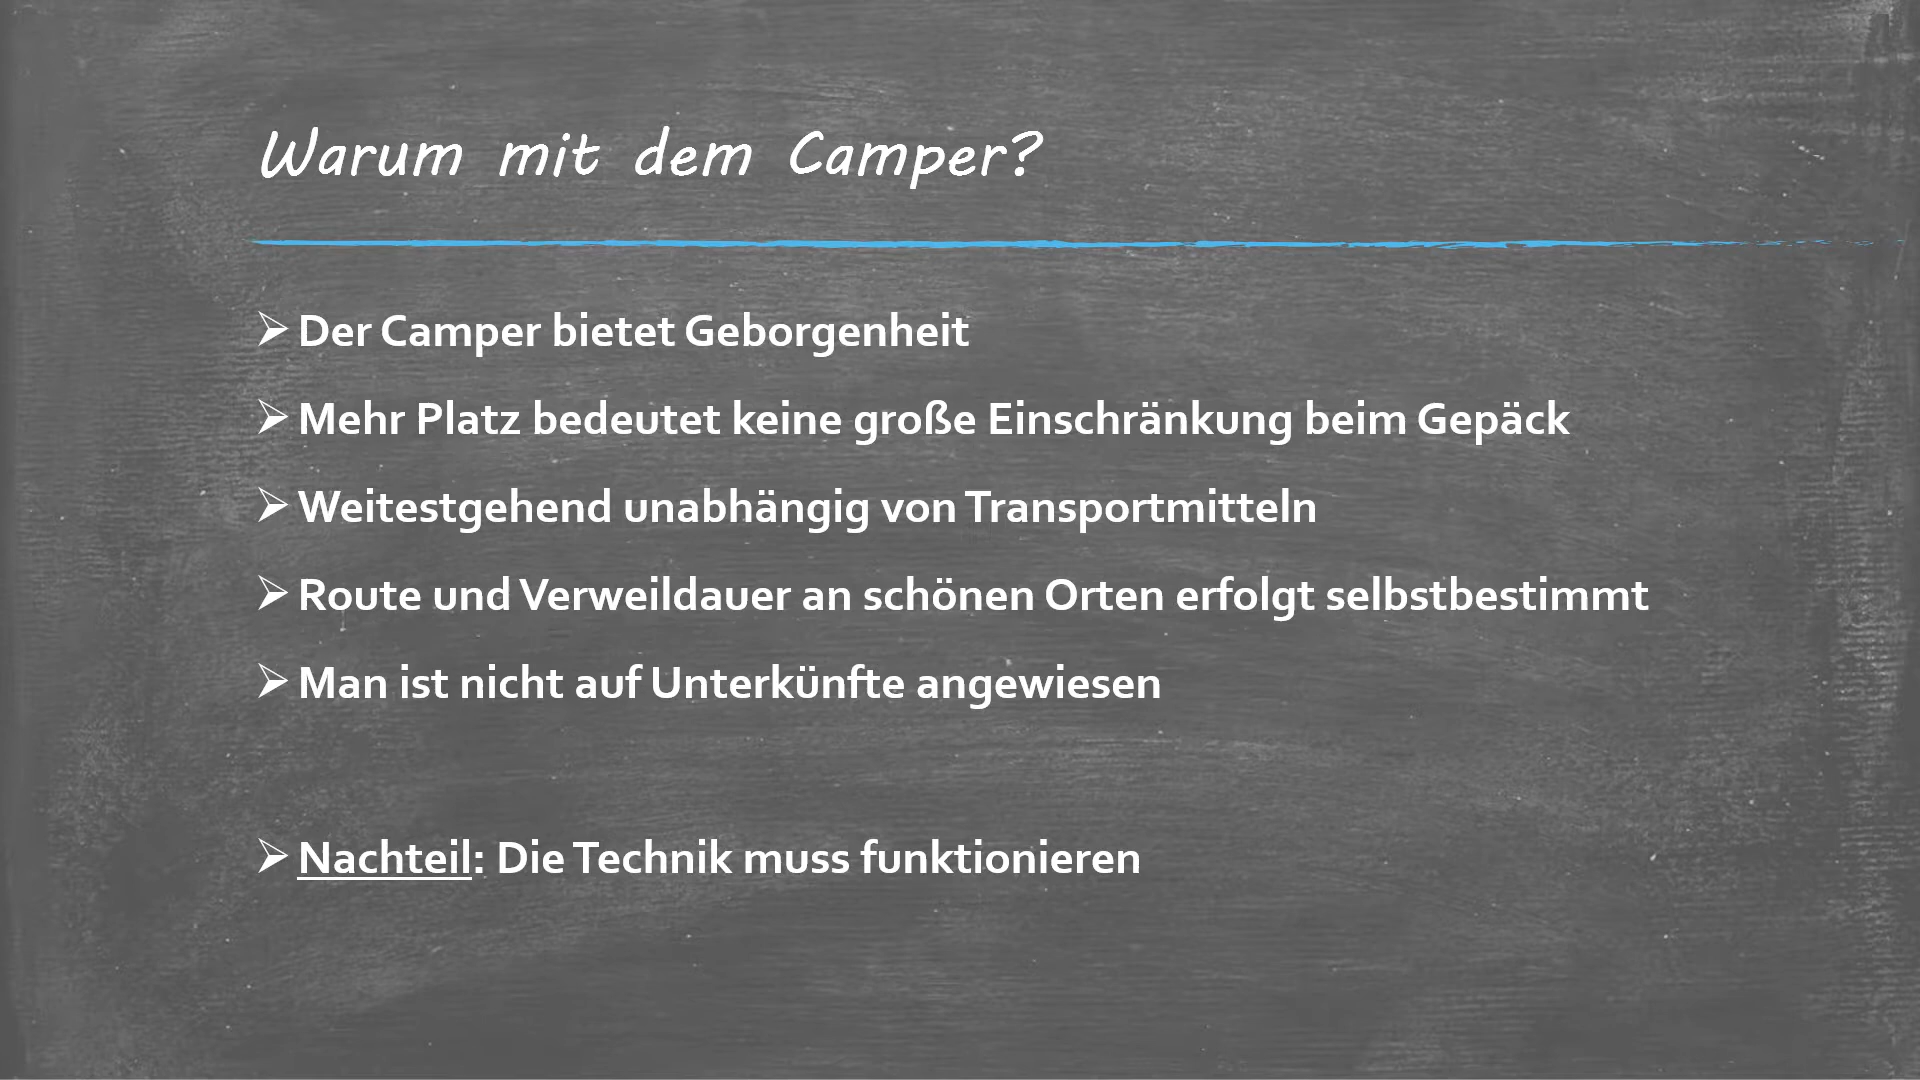 Warum mit dem Camper?
Der Camper bietet Geborgenheit
Mehr Platz bedeutet keine große Einschränkung beim Gepäck
Weitestgehend unabhängig von Transportmitteln
Route und Verweildauer an schönen Orten erfolgt selbstbestimmt
Man ist nicht auf Unterkünfte angewiesen
Nachteil: Die Technik muss funktionieren